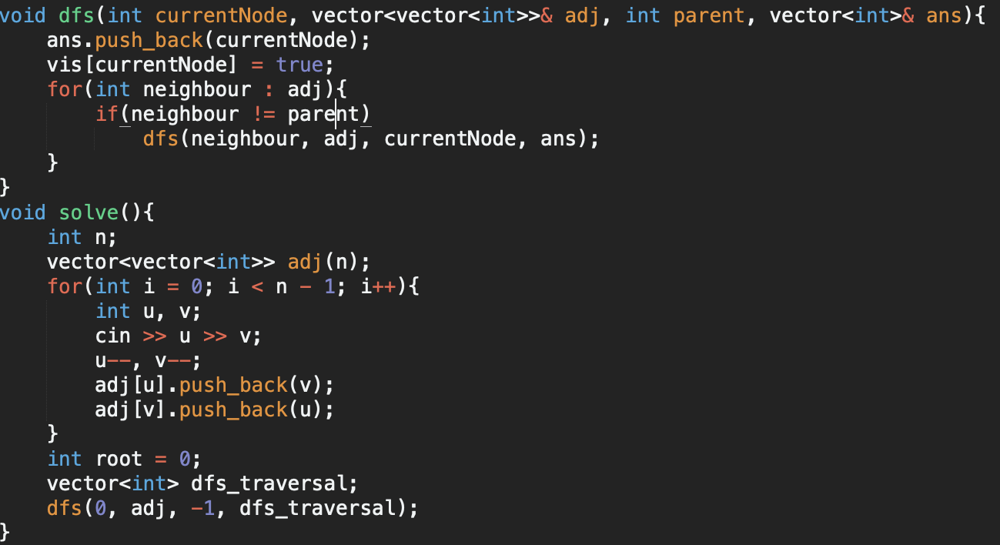 void dfs(int currentNode, vector<vector<int>>& adj, int parent, vector<int>& ans){
    ans.push_back(currentNode);
    vis[currentNode] = true;
    for(int neighbour : adj){
        if(neighbour != parent)
            dfs(neighbour, adj, currentNode, ans);
    }
}
void solve(){
    int n;
    vector<vector<int>> adj(n);
    for(int i = 0; i < n - 1; i++){
        int u, v;
        cin >> u >> v;
        u--, v--;
        adj[u].push_back(v);
        adj[v].push_back(u);
    }
    int root = 0;
    vector<int> dfs_traversal;
    dfs(0, adj, -1, dfs_traversal);
}